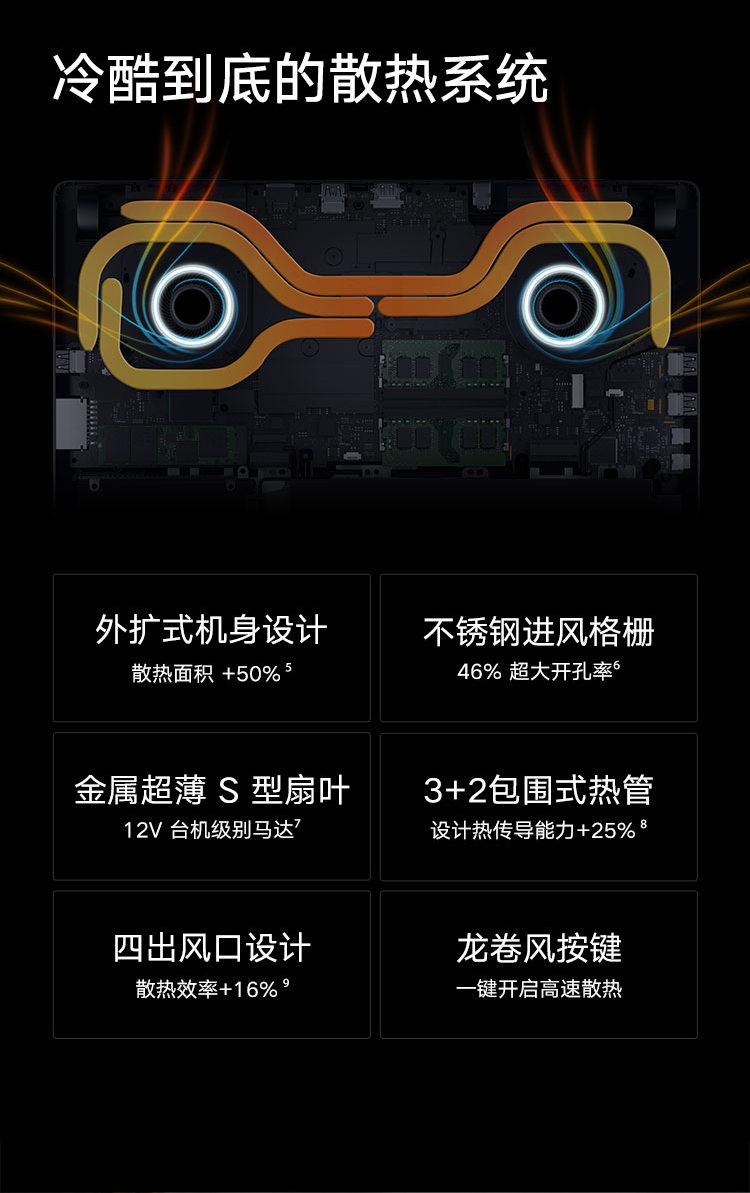 冷酷到底的散热系统
外扩式机身设计
散热面积 +50% 5
不锈钢进风格栅
46% 超大开孔率6
金属超薄 S 型扇叶
12V 台机级别马达7
3+2包围式热管
设计热传导能力+25% 8
四出风口设计
散热效率+16% 9
龙卷风按键
一键开启高速散热